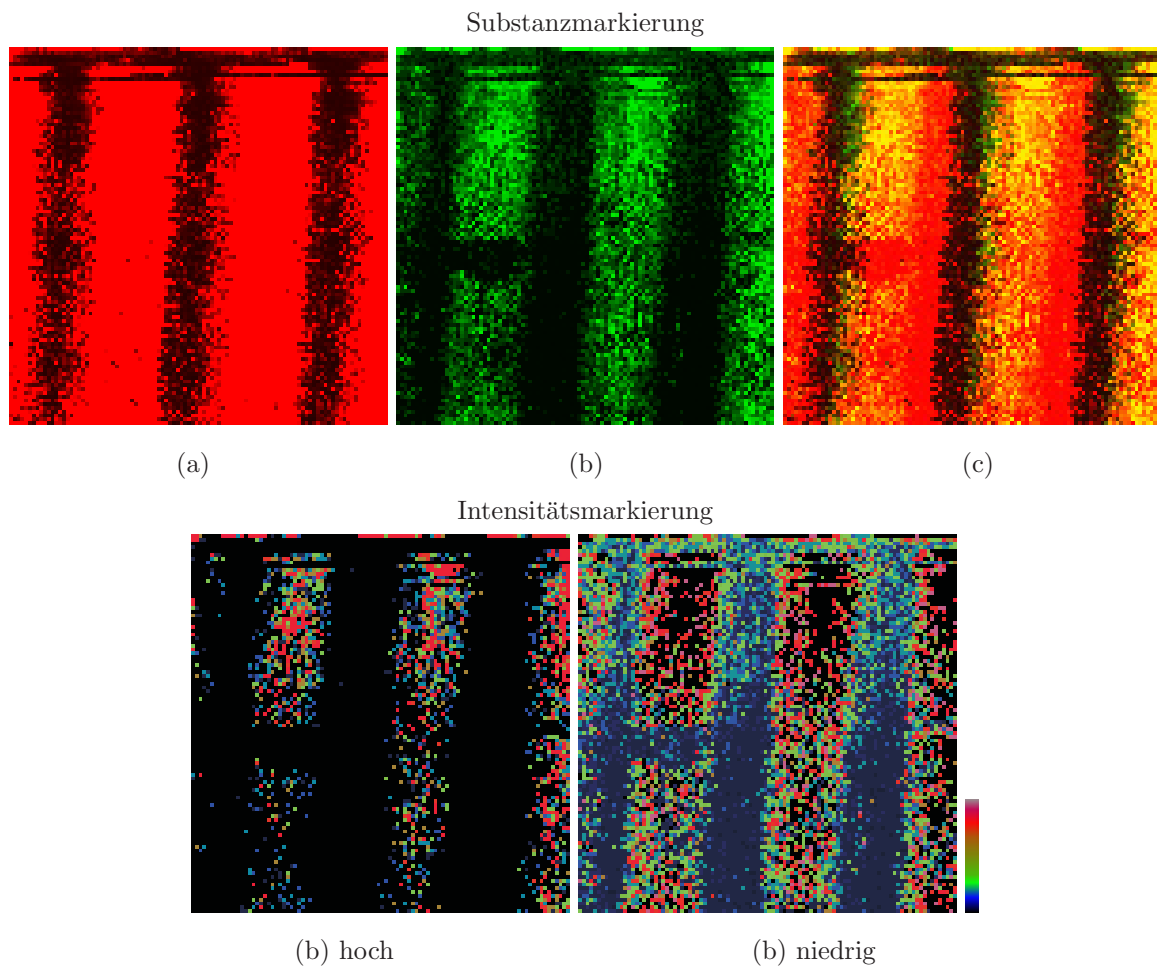 Substanzmarkierung
(a)
(b)
(c)
Intensitätsmarkierung
(b) hoch
(b) niedrig